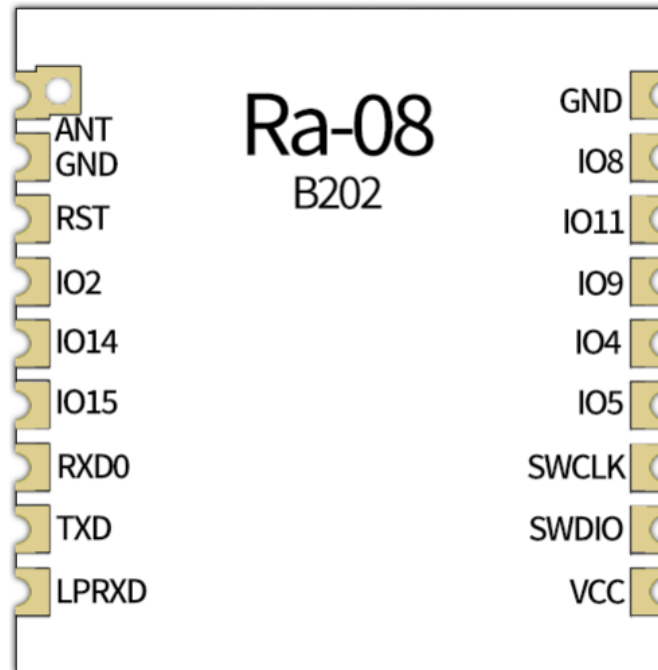 Ra-08
B202
ANT
GND
RST
IO2
IO14
IO15
RXD0
TXD
LPRXD
GND
IO8
IO11
IO9
IO4
IO5
SWCLK
SWDIO
VCC